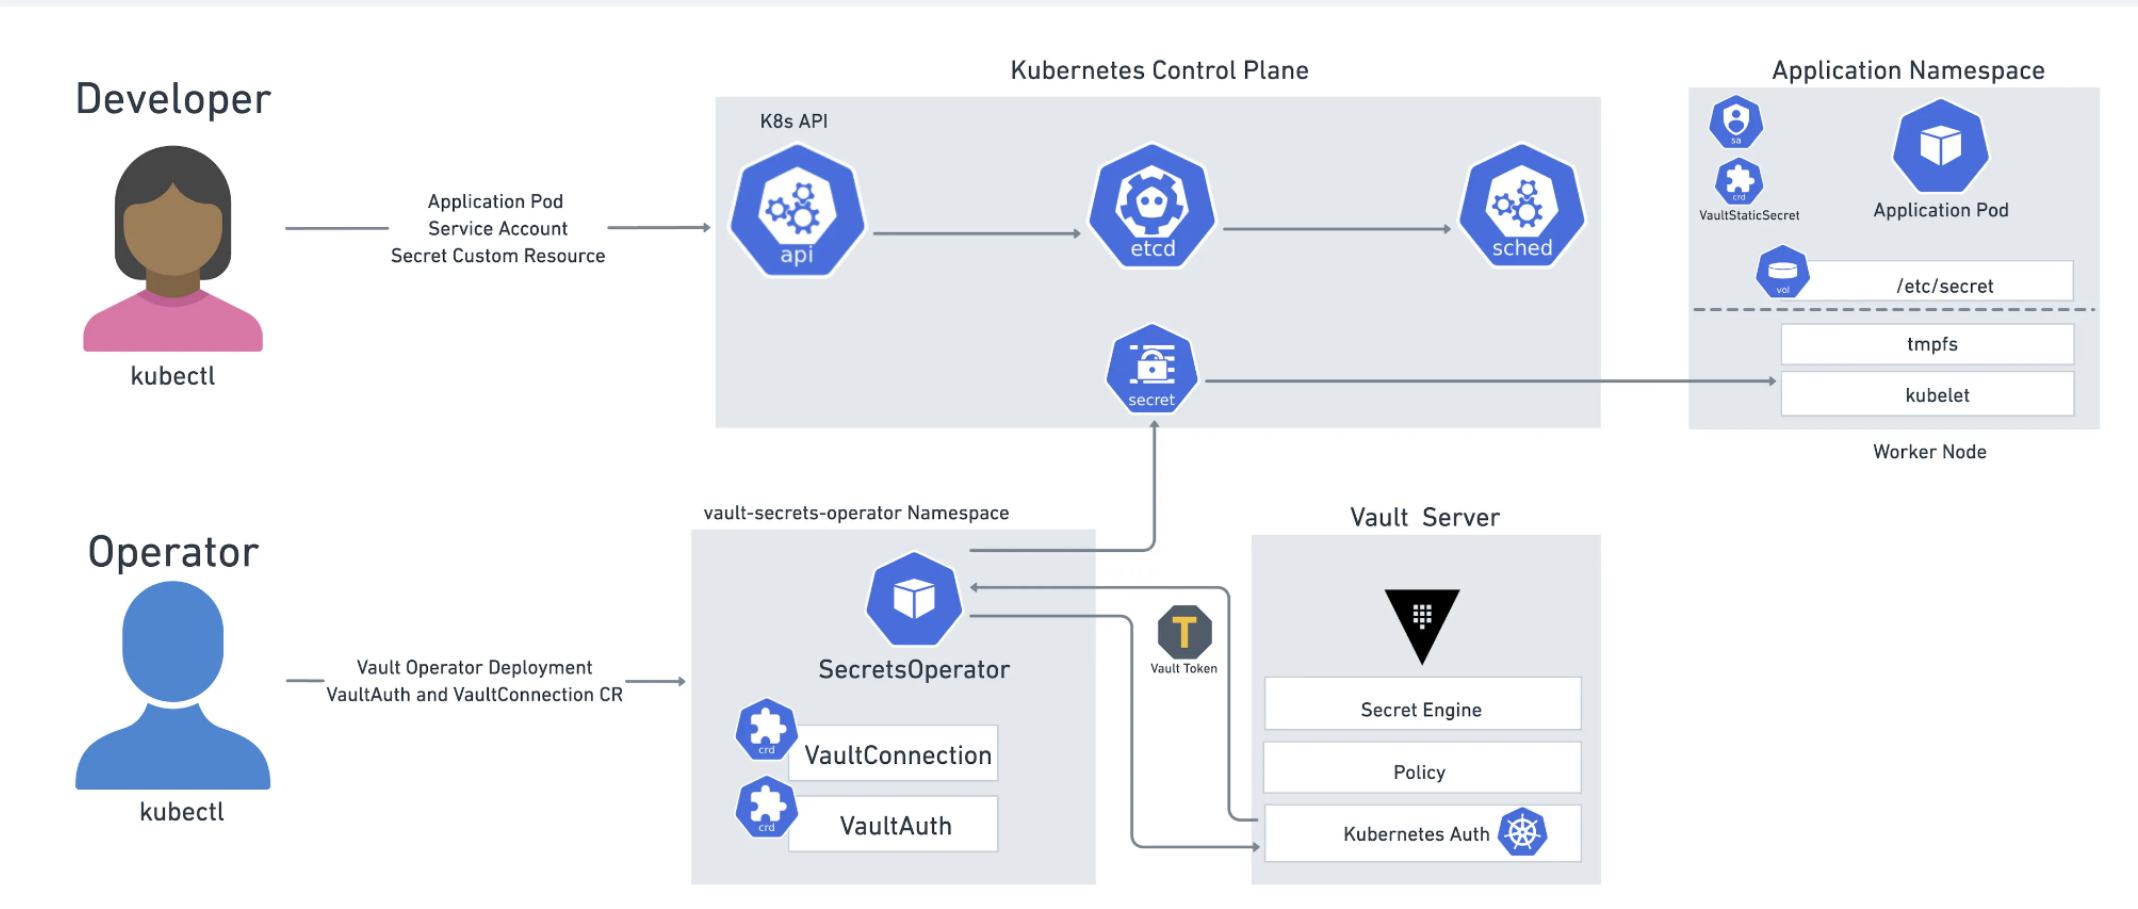 Developer
kubectl
Application Pod
Service Account
Secret Custom Resource
Kubernetes Control Plane
K8s API
api
etcd
sched
secret
Application Namespace
sa
crd
VaultStaticSecret
Application Pod
vol
/etc/secret
tmpfs
kubelet
Worker Node
Operator
kubectl
Vault Operator Deployment
VaultAuth and VaultConnection CR
vault-secrets-operator Namespace
SecretsOperator
crd
VaultConnection
crd
VaultAuth
T
Vault Token
Vault Server
Secret Engine
Policy
Kubernetes Auth